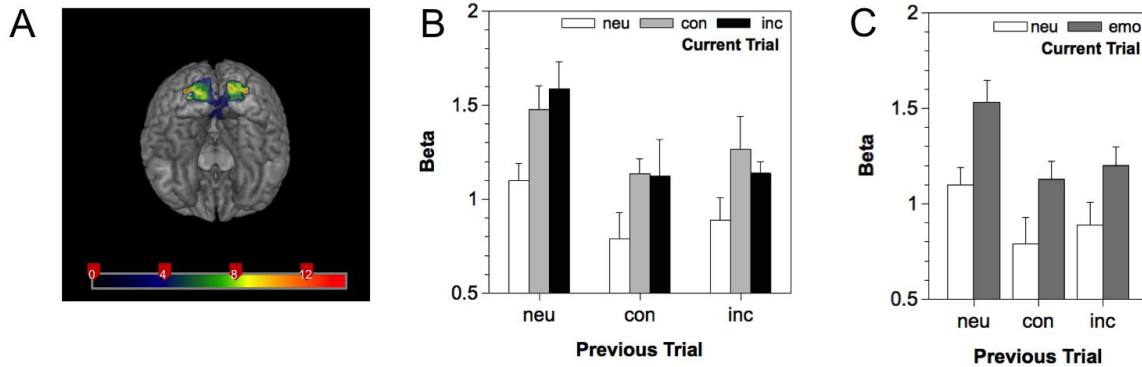 A
0 4 8 12
B
2
1.5
1
0.5
Beta
neu con inc
Current Trial
neu con inc
Previous Trial
C
2
1.5
1
0.5
Beta
neu emo
Current Trial
neu con inc
Previous Trial